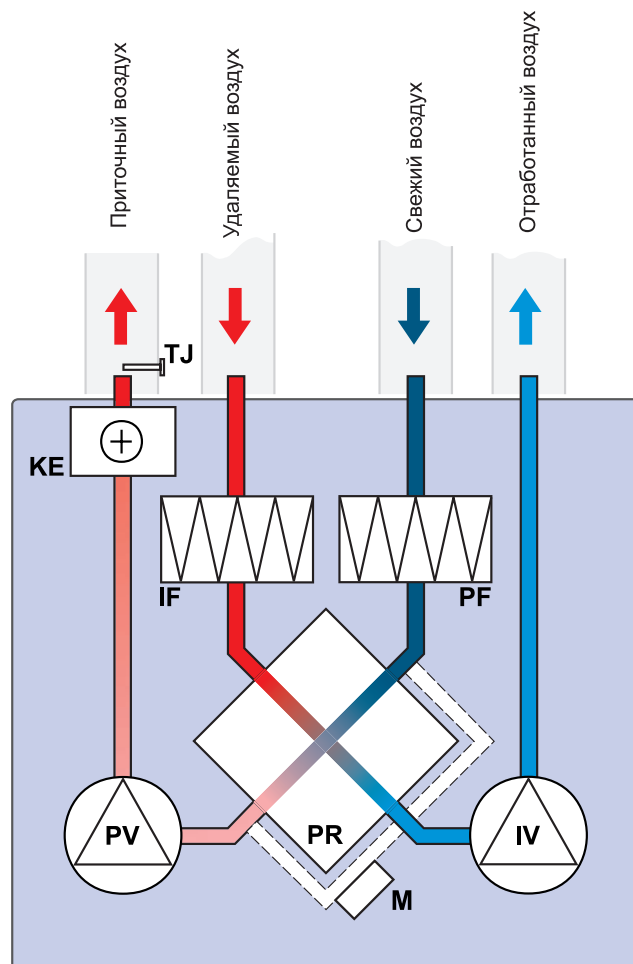 Приточный воздух
Удаляемый воздух
Свежий воздух
Отработанный воздух
TJ
KE
IF
PF
PV
PR
IV
M